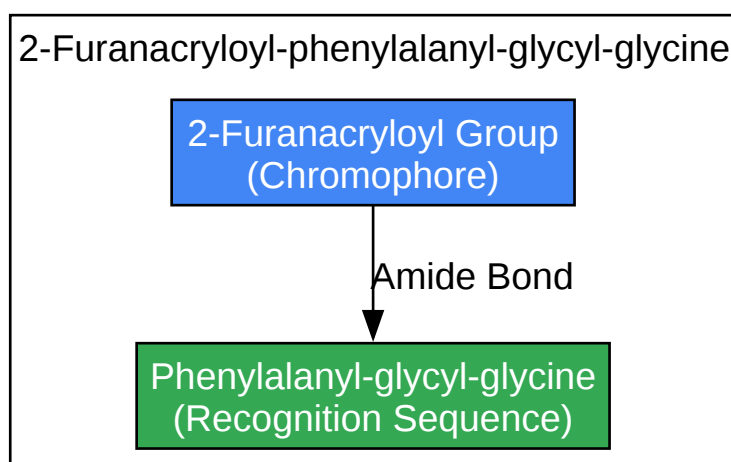 2-Furanacryloyl-phenylalanyl-glycyl-glycine
2-Furanacryloyl Group
(Chromophore)
Amide Bond
Phenylalanyl-glycyl-glycine
(Recognition Sequence)